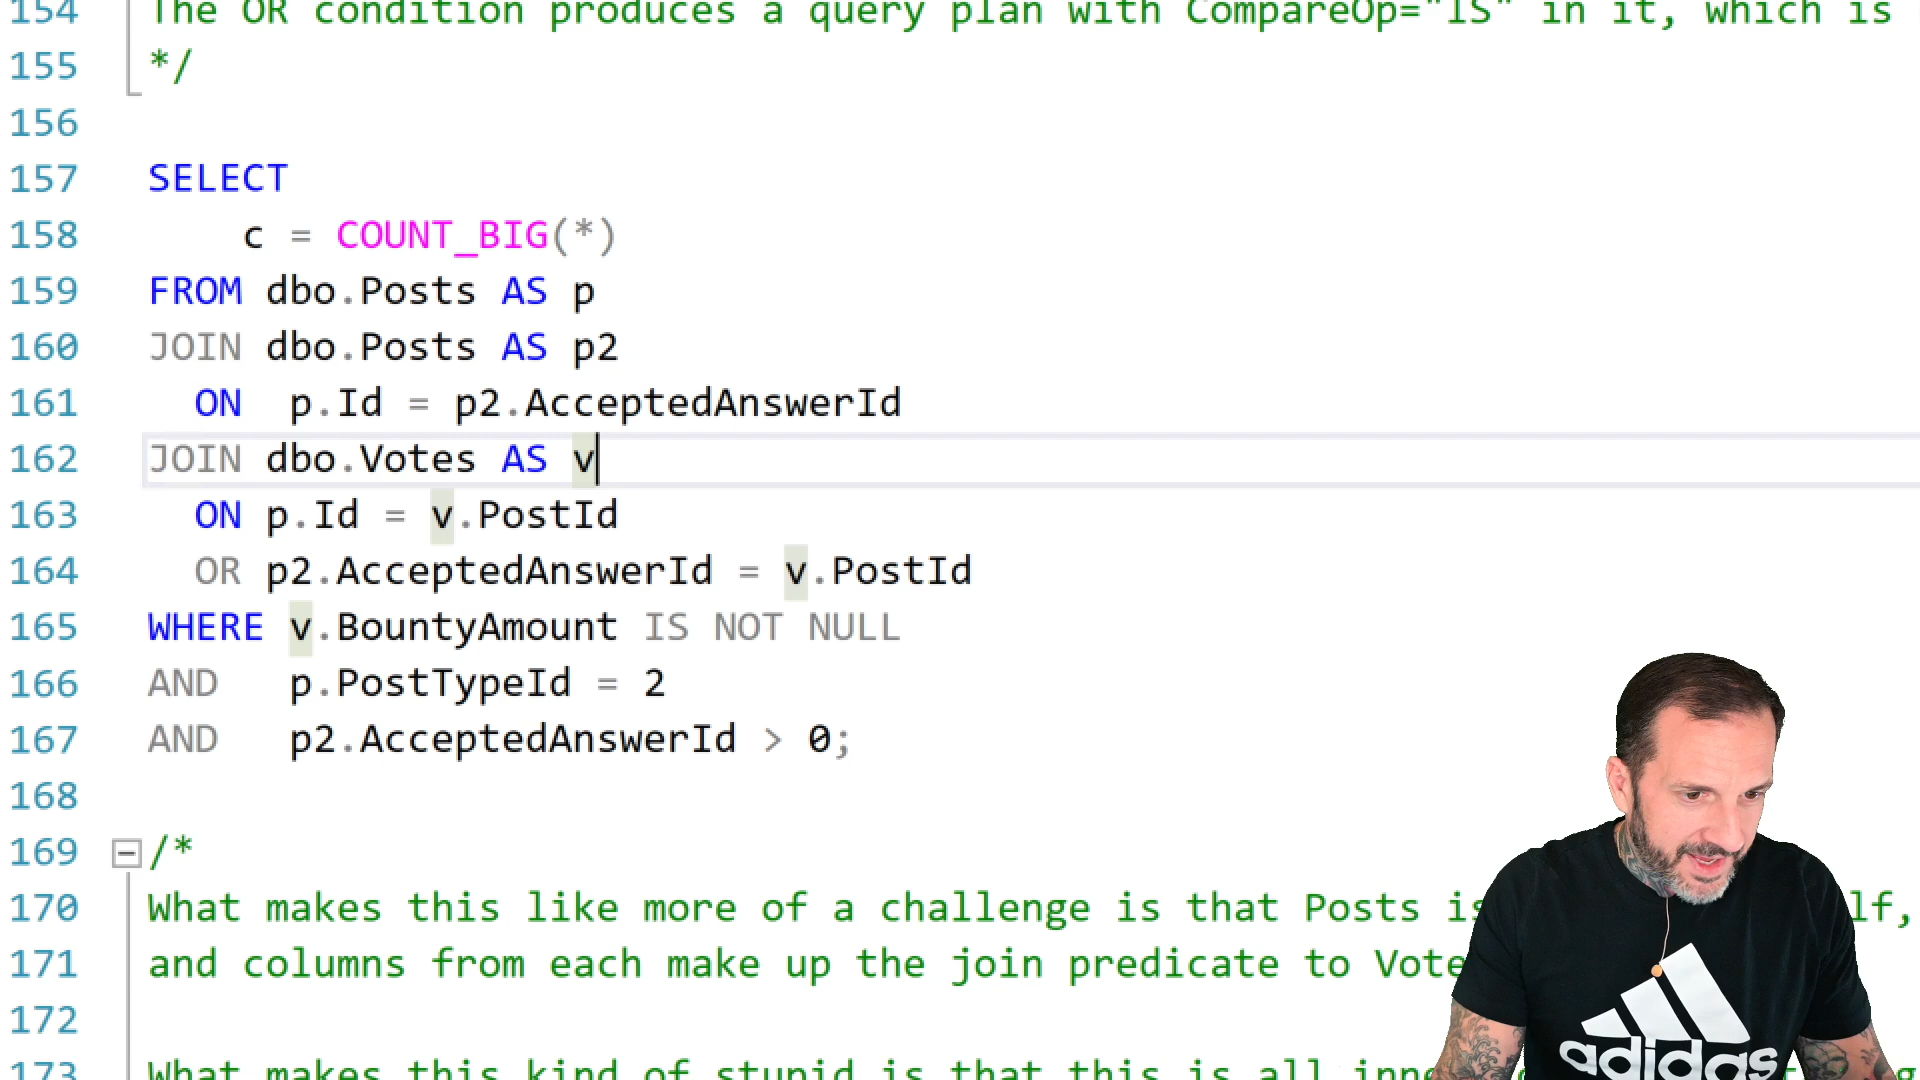 154 The OR condition produces a query plan with CompareOp="IS" in it, which is
155 */
156
157 SELECT
158 c = COUNT_BIG(*)
159 FROM dbo.Posts AS p
160 JOIN dbo.Posts AS p2
161 ON p.Id = p2.AcceptedAnswerId
162 JOIN dbo.Votes AS v
163 ON p.Id = v.PostId
164 OR p2.AcceptedAnswerId = v.PostId
165 WHERE v.BountyAmount IS NOT NULL
166 AND p.PostTypeId = 2
167 AND p2.AcceptedAnswerId > 0;
168
169 /*
170 What makes this like more of a challenge is that Posts is
171 and columns from each make up the join predicate to
172
173 What makes this kind of stupid is that this is all
adidas